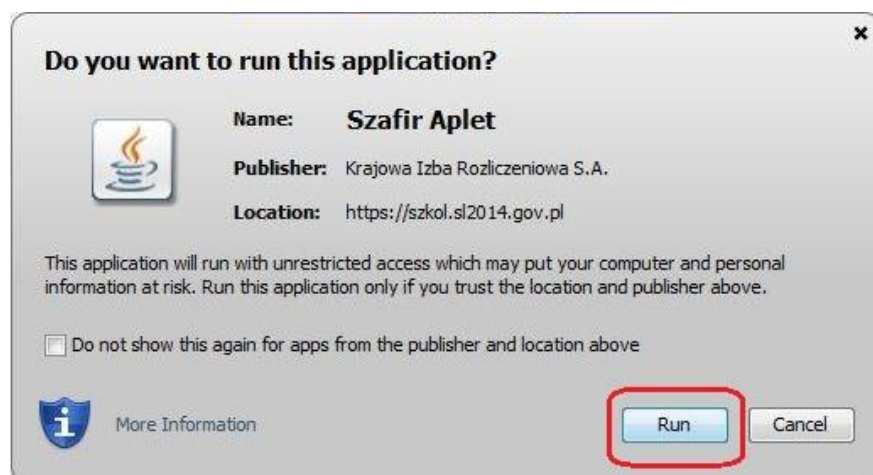 Do you want to run this application?
Name: Szafir Aplet
Publisher: Krajowa Izba Rozliczeniowa S.A.
Location: https://szkol.sl2014.gov.pl
This application will run with unrestricted access which may put your computer and personal
information at risk. Run this application only if you trust the location and publisher above.
Do not show this again for apps from the publisher and location above
More Information
Run Cancel